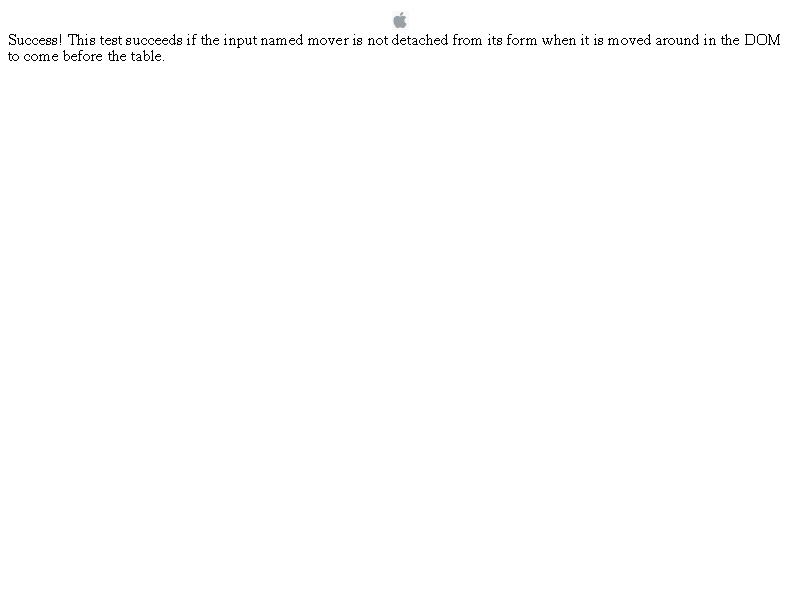 Success! This test succeeds if the input named mover is not detached from its form when it is moved around in the DOM
to come before the table.